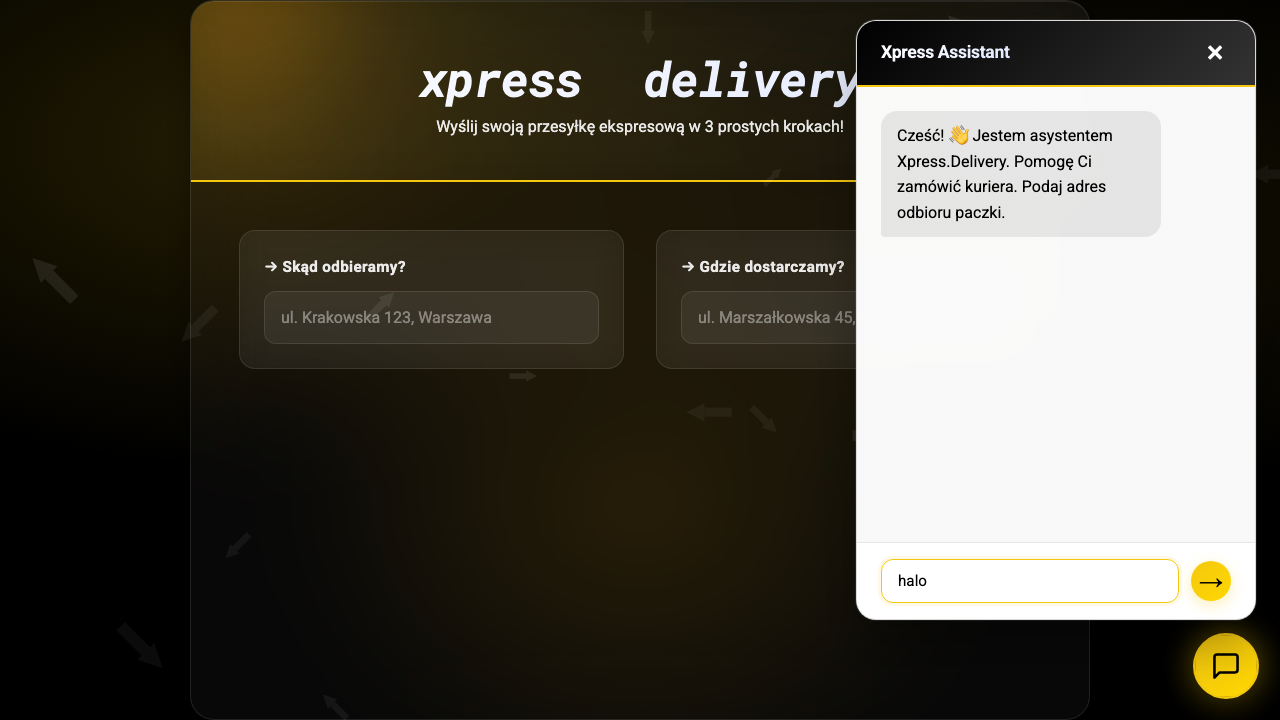 xpress delivery
Wyślij swoją przesyłkę ekspresową w 3 prostych krokach!
→ Skąd odbieramy?
ul. Krakowska 123, Warszawa
→ Gdzie dostarczamy?
ul. Marszałkowska 45,
Xpress Assistant
Cześć! 👋 Jestem asystentem
Xpress.Delivery. Pomogę Ci
zamówić kuriera. Podaj adres
odbioru paczki.
halo